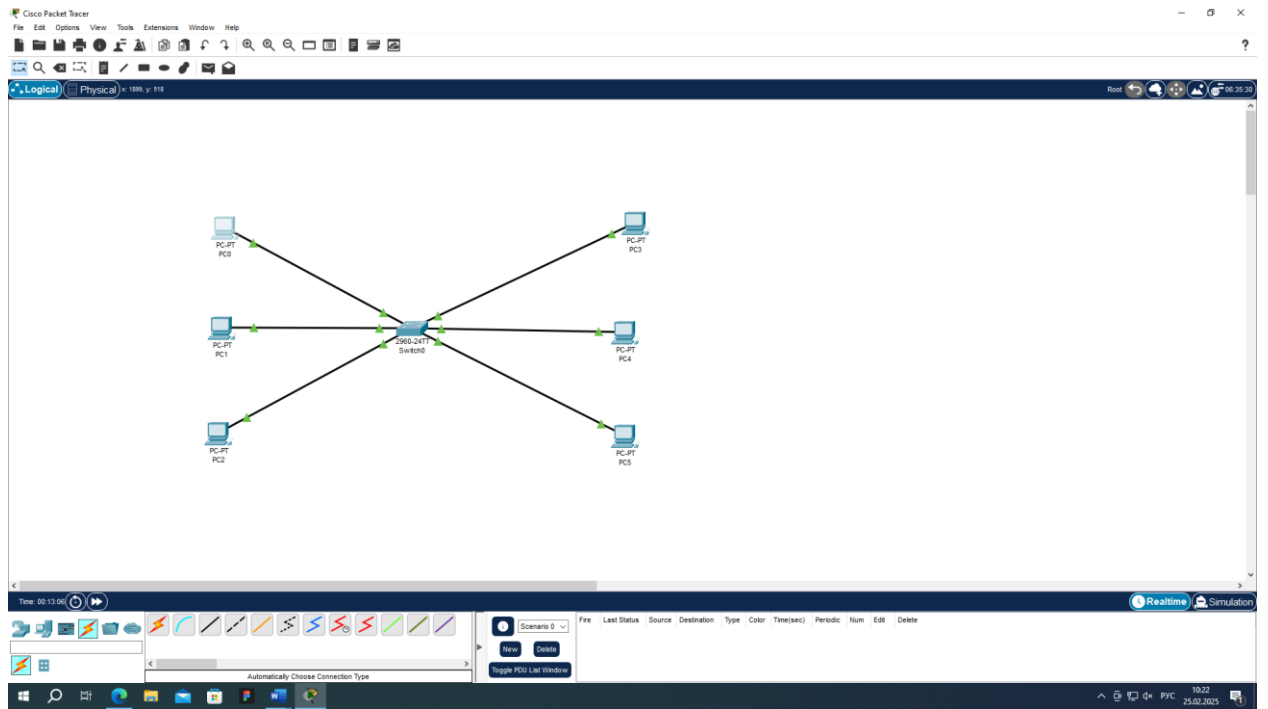 Cisco Packet Tracer
File Edit Options View Tools Extensions Window Help
?
Logical Physical x: 1899, y: 518 Root 06:35:30
PC-PT
PC0
PC-PT
PC3
PC-PT
PC1
2960-24TT
Switch0
PC-PT
PC4
PC-PT
PC2
PC-PT
PC5
Time: 00:13:06 Realtime Simulation
Scenario 0 Fire Last Status Source Destination Type Color Time(sec) Periodic Num Edit Delete
New Delete
Toggle PDU List Window
Automatically Choose Connection Type
РУС 10:22
25.02.2025